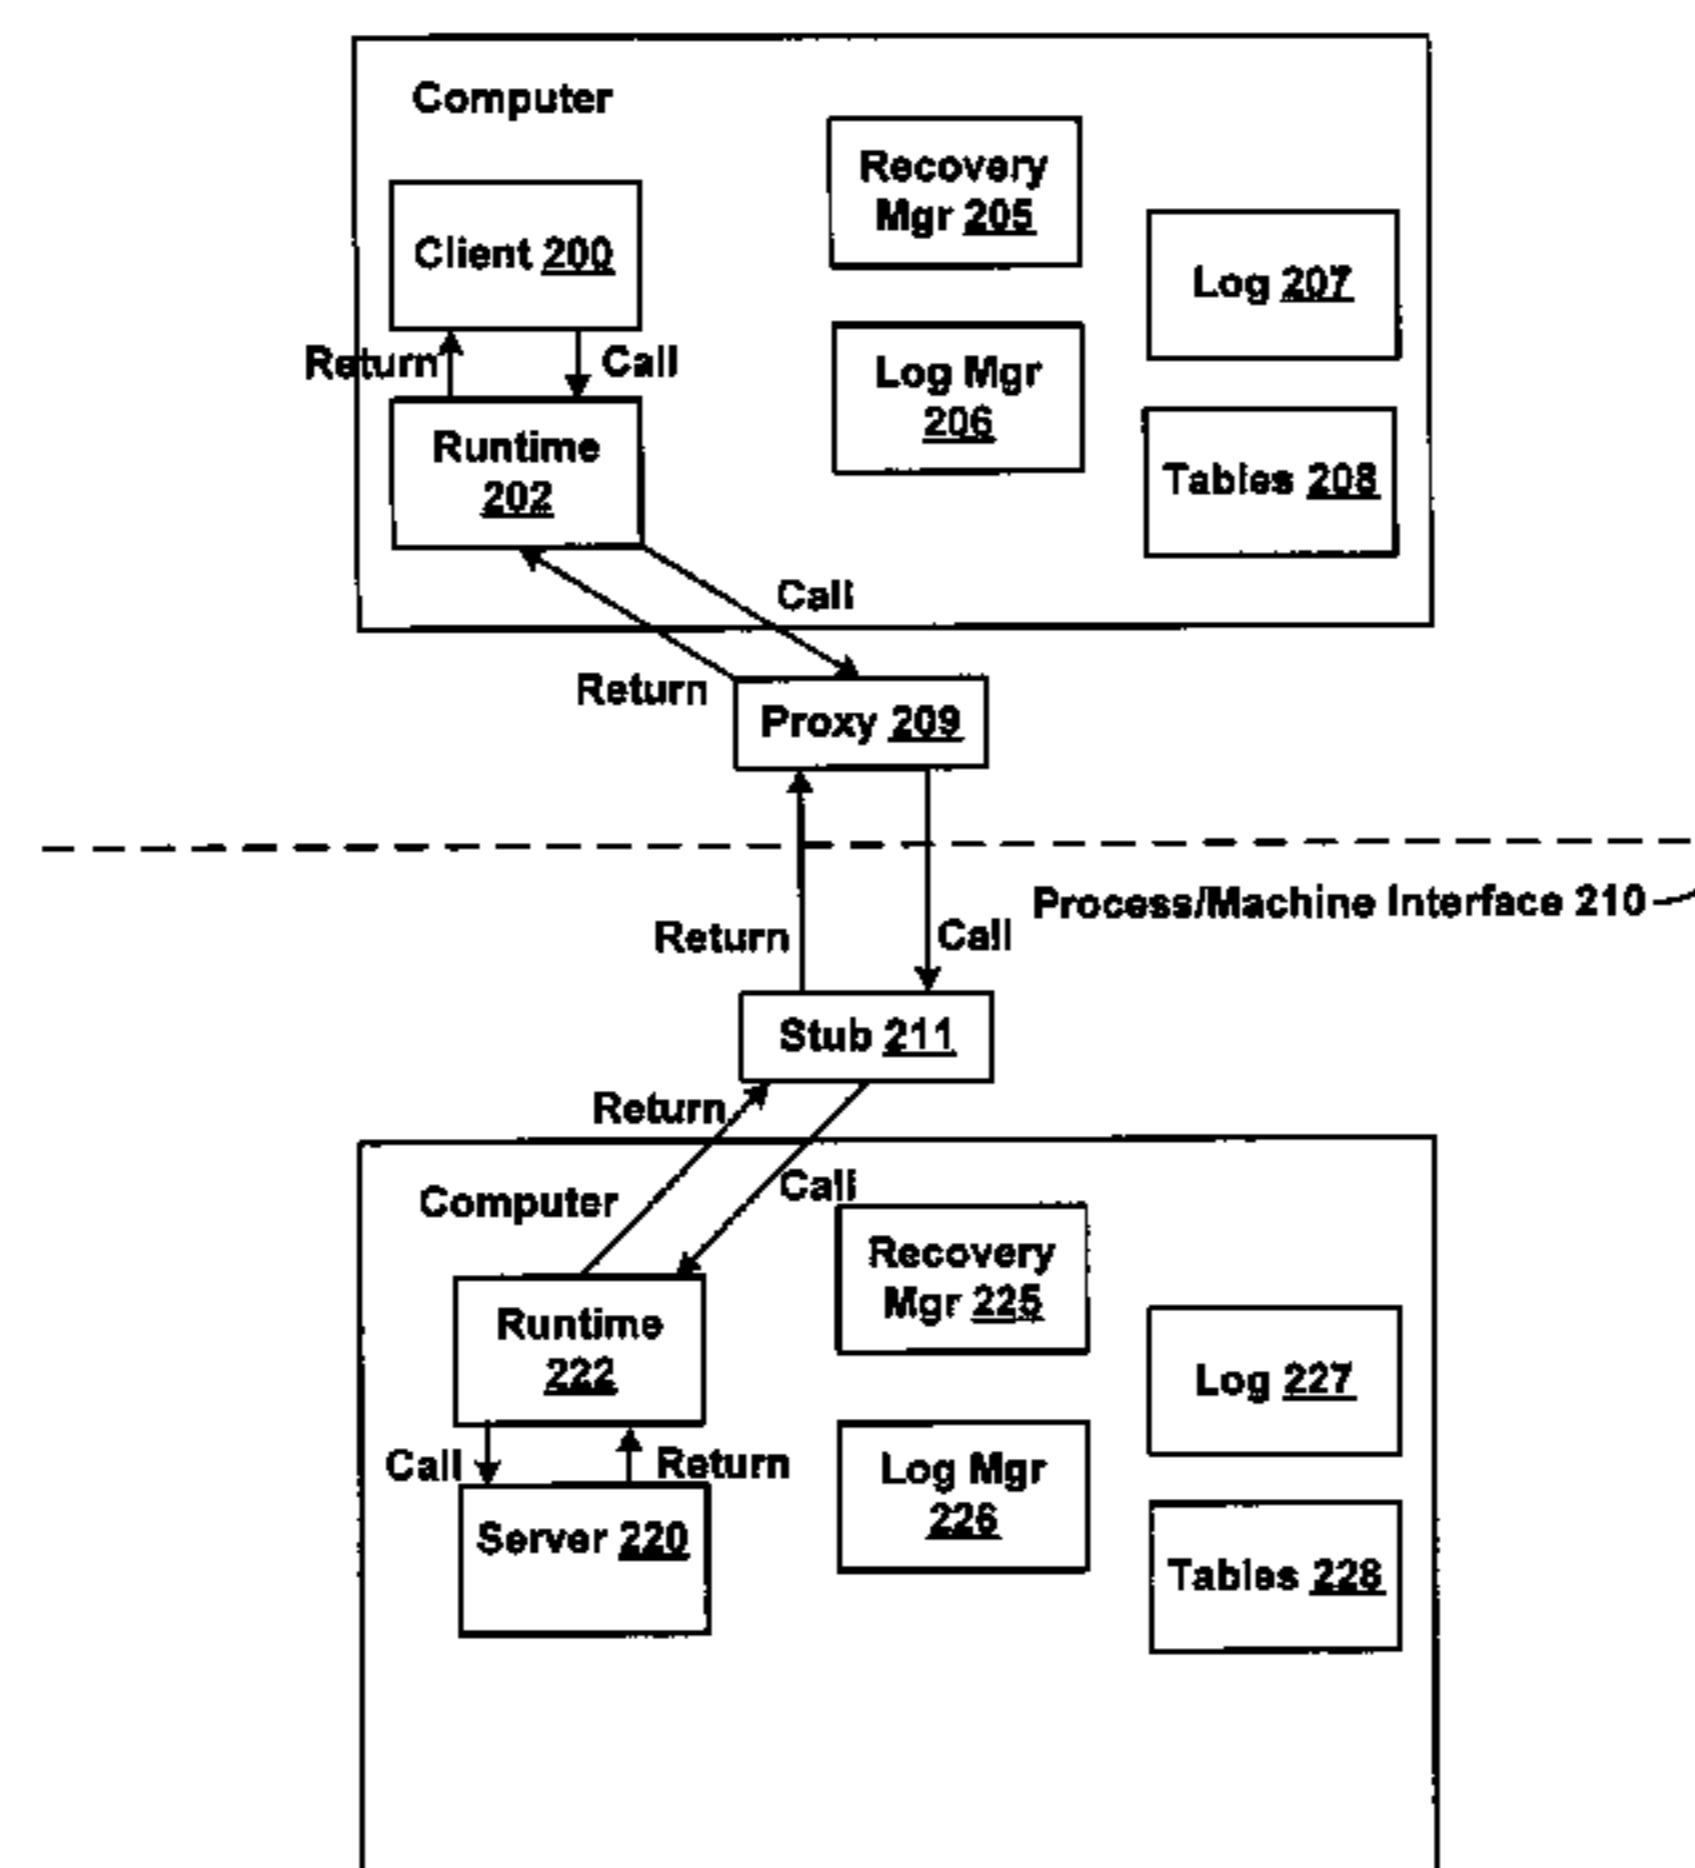 Computer
Recovery
Mgr 205
Client 200
Log 207
Return
Call
Log Mgr
206
Runtime
202
Tables 208
Call
Return
Proxy 209
Process/Machine Interface 210
Return
Call
Stub 211
Return
Call
Computer
Recovery
Mgr 225
Runtime
222
Log 227
Call
Return
Log Mgr
226
Server 220
Tables 228